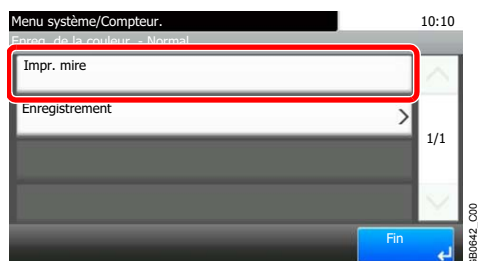 Menu système/Compteur.
10:10
Enreg. de la couleur. - Normal
Impr. mire
Enregistrement
1/1
Fin
GB0642_C00